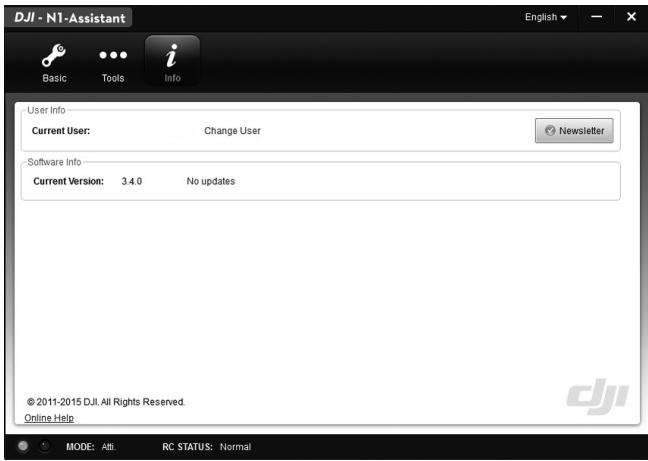 DJI - N1-Assistant English
Basic Tools Info
User Info
Current User: Change User Newsletter
Software Info
Current Version: 3.4.0 No updates
© 2011-2015 DJI. All Rights Reserved.
dji
Online Help
MODE: Atti. RC STATUS: Normal